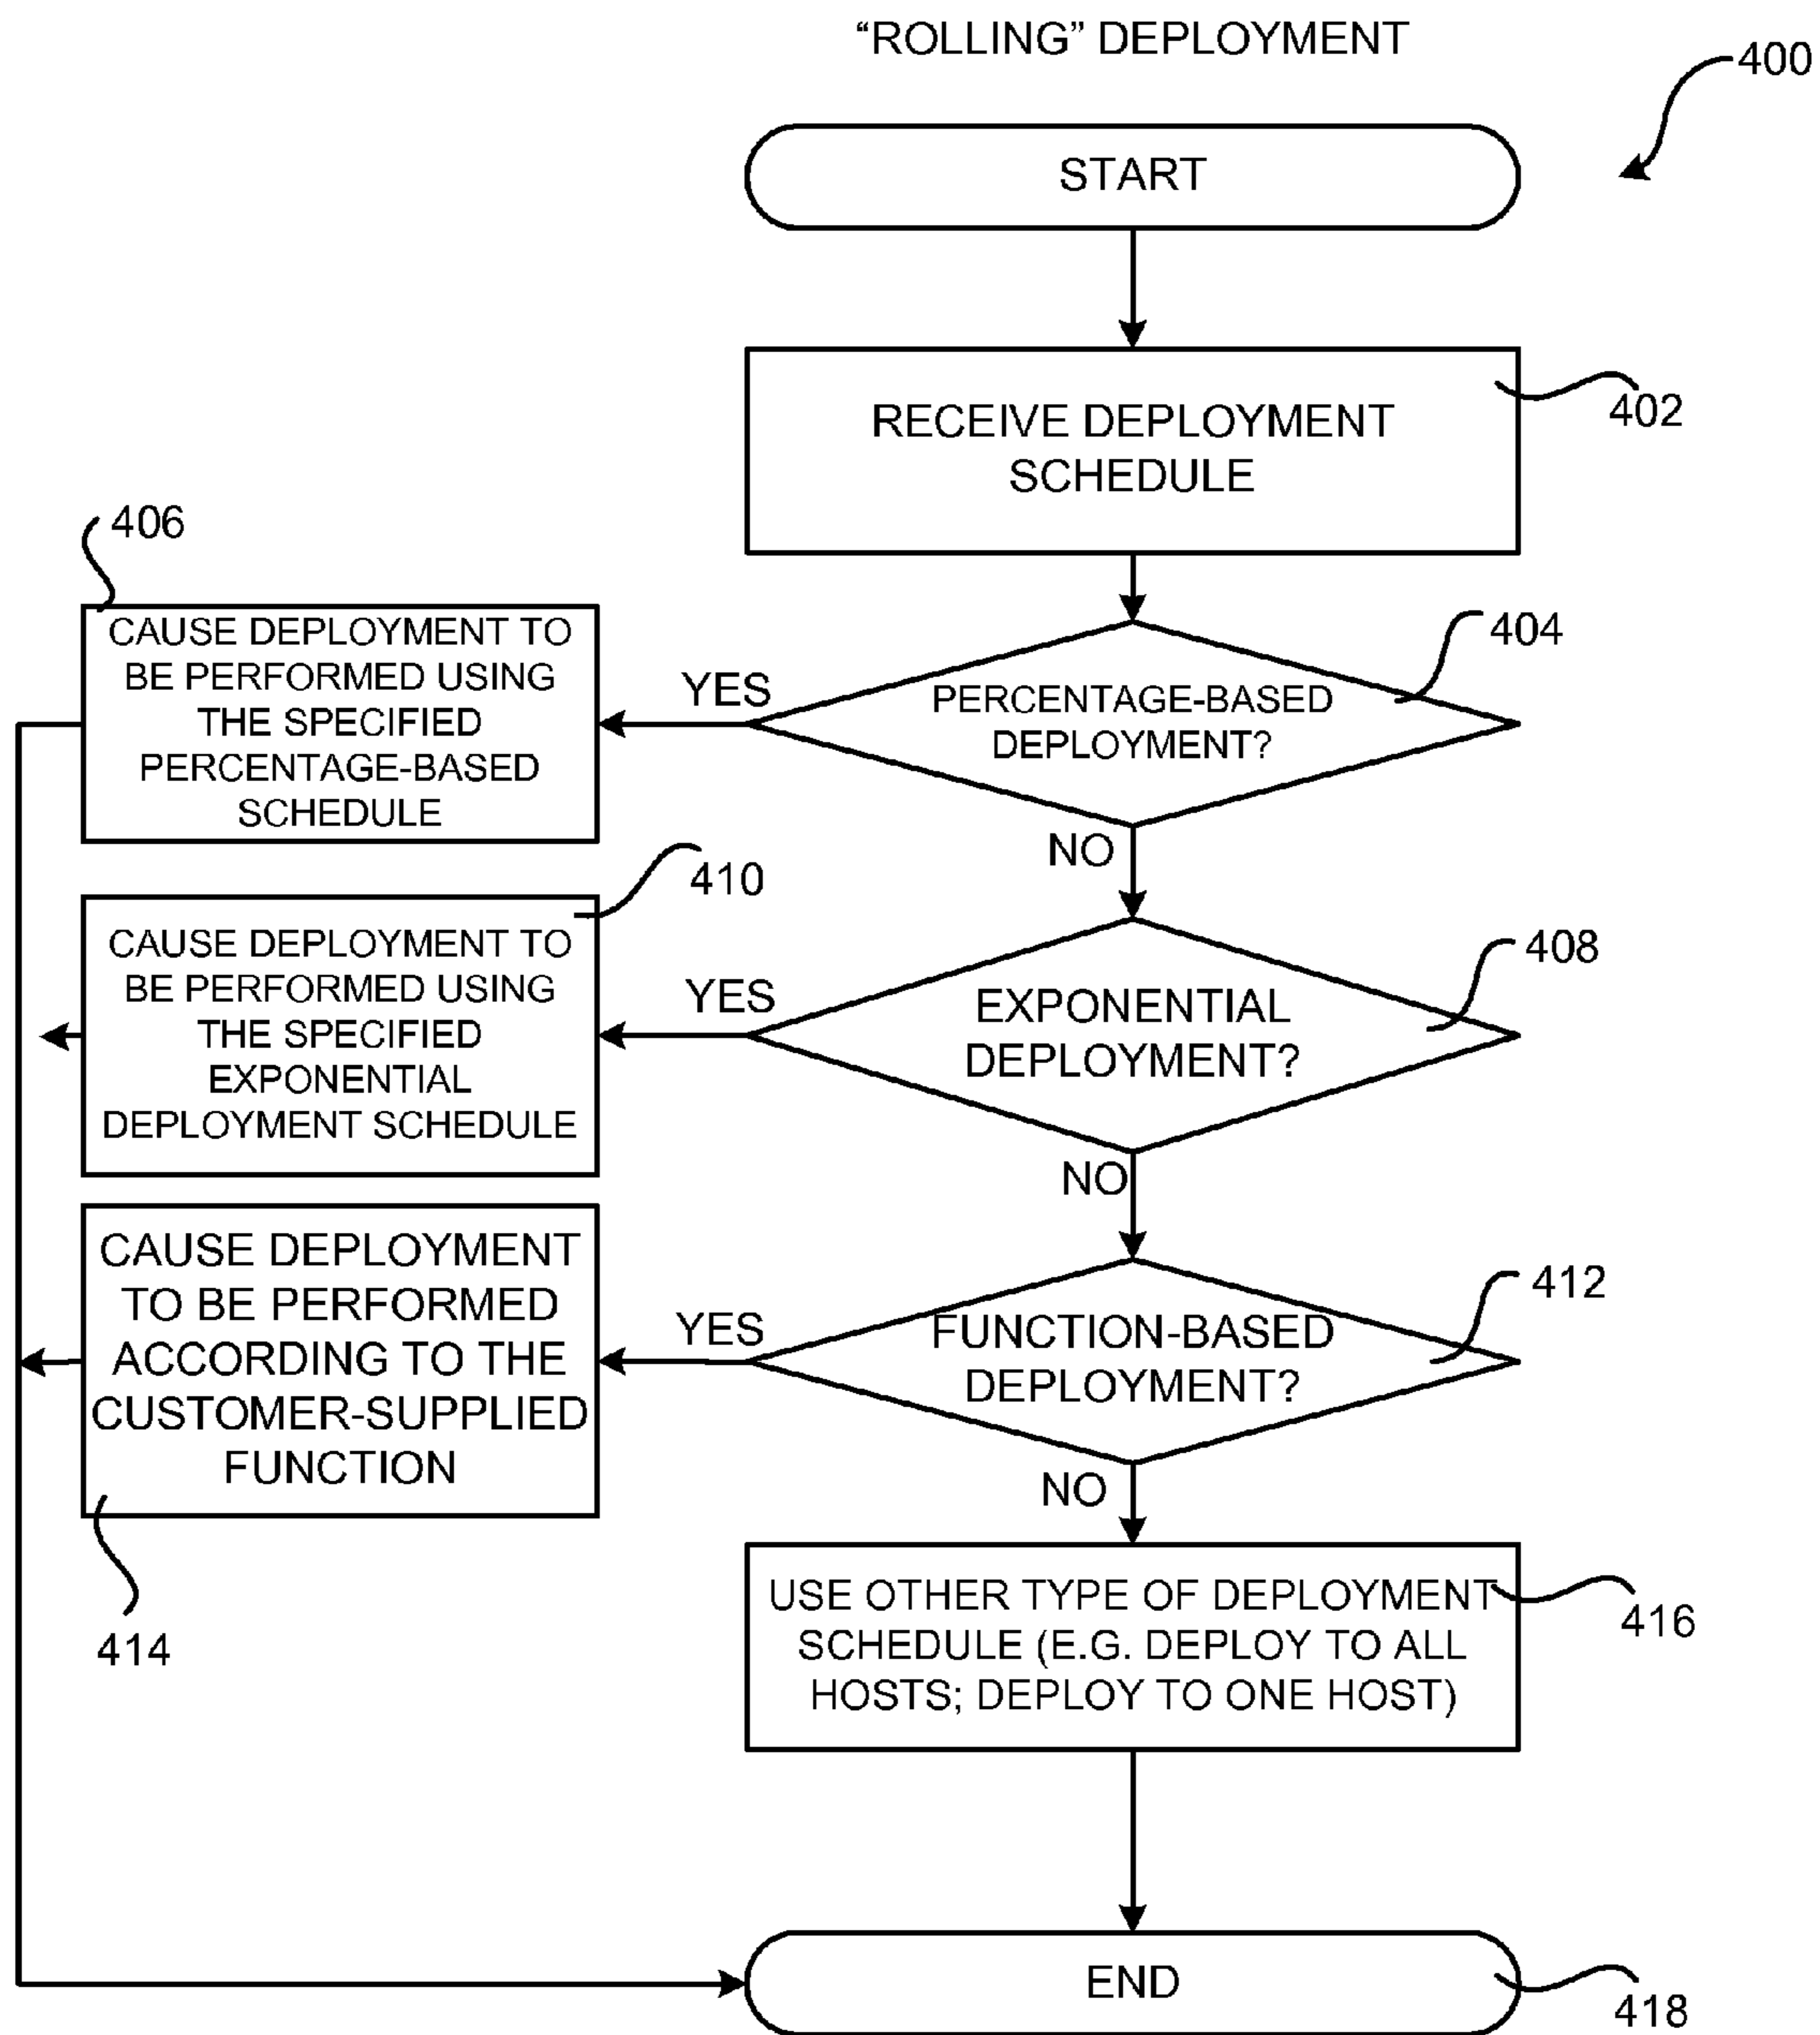 “ROLLING” DEPLOYMENT
400
START
RECEIVE DEPLOYMENT
SCHEDULE
402
406
CAUSE DEPLOYMENT TO
BE PERFORMED USING
THE SPECIFIED
PERCENTAGE-BASED
SCHEDULE
YES
PERCENTAGE-BASED
DEPLOYMENT?
404
NO
410
CAUSE DEPLOYMENT TO
BE PERFORMED USING
THE SPECIFIED
EXPONENTIAL
DEPLOYMENT SCHEDULE
YES
EXPONENTIAL
DEPLOYMENT?
408
NO
CAUSE DEPLOYMENT
TO BE PERFORMED
ACCORDING TO THE
CUSTOMER-SUPPLIED
FUNCTION
414
YES
FUNCTION-BASED
DEPLOYMENT?
412
NO
USE OTHER TYPE OF DEPLOYMENT
SCHEDULE (E.G. DEPLOY TO ALL
HOSTS; DEPLOY TO ONE HOST)
416
END
418